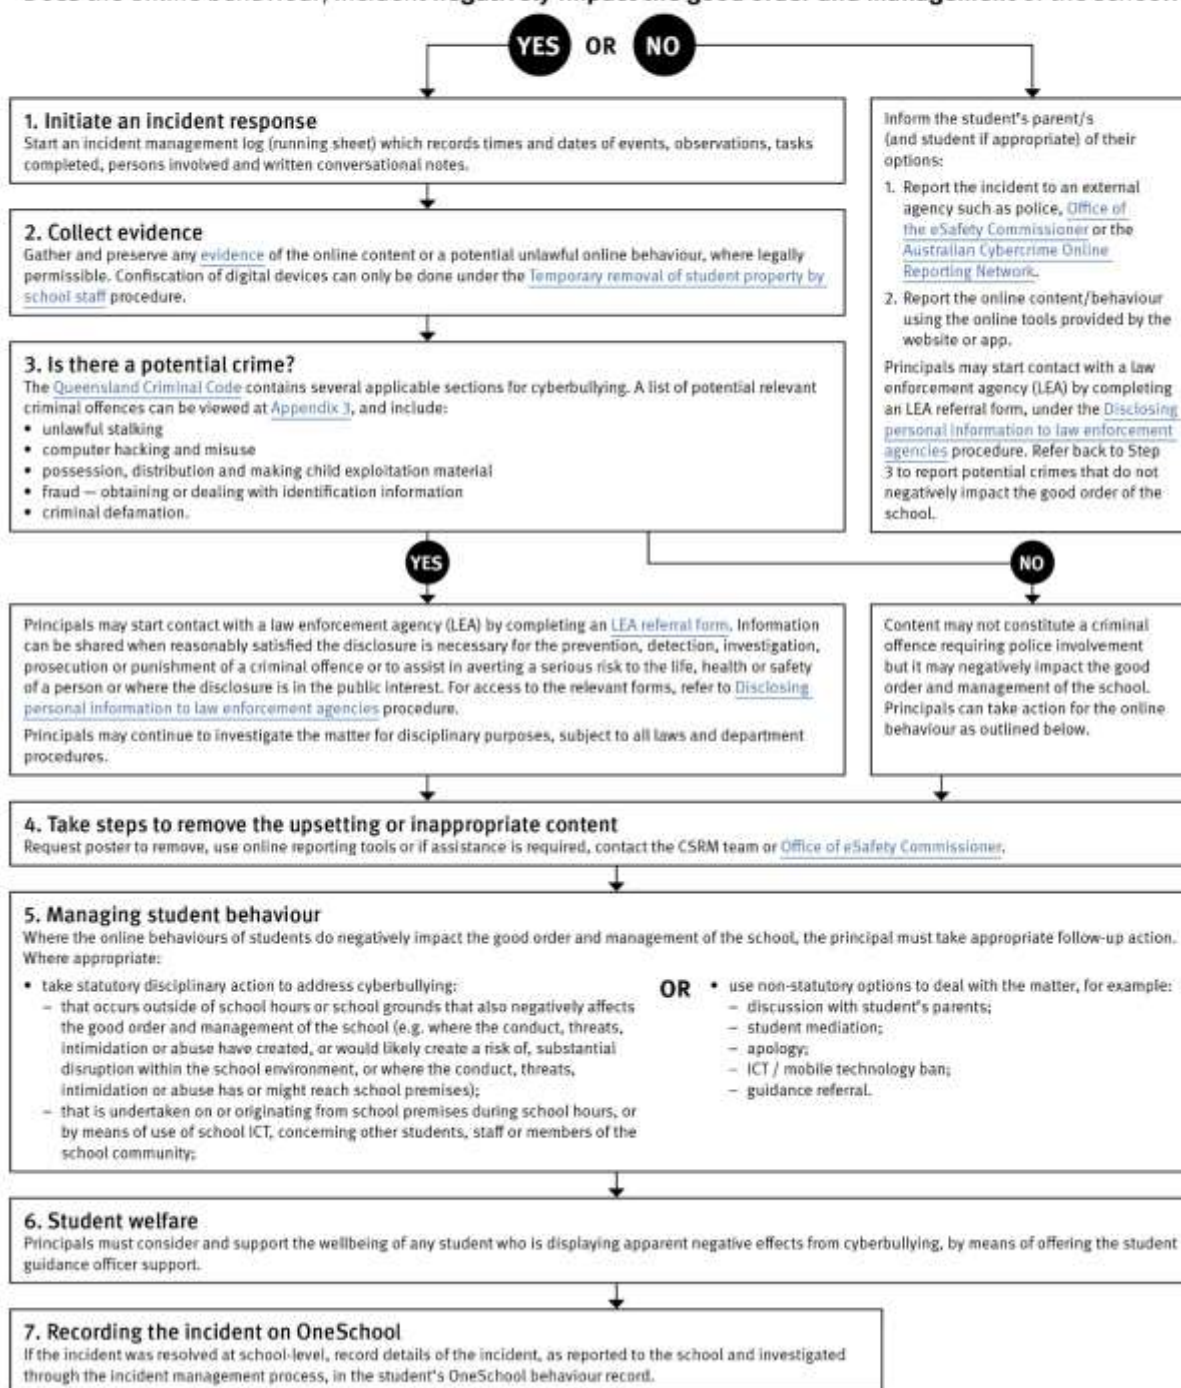 YES OR NO
1. Initiate an incident response
Start an incident management log (running sheet) which records times and dates of events, observations, tasks
completed, persons involved and written conversational notes.
2. Collect evidence
Gather and preserve any evidence of the online content or a potential unlawful online behaviour, where legally
permissible. Confiscation of digital devices can only be done under the Temporary removal of student property by
school staff procedure.
3. Is there a potential crime?
The Queensland Criminal Code contains several applicable sections for cyberbullying. A list of potential relevant
criminal offences can be viewed at Appendix 3, and include:
• unlawful stalking
• computer hacking and misuse
• possession, distribution and making child exploitation material
• fraud — obtaining or dealing with identification information
• criminal defamation.
Inform the student's parent/s
(and student if appropriate) of their
options:
1. Report the incident to an external
agency such as police, Office of
the eSafety Commissioner or the
Australian Cybercrime Online
Reporting Network.
2. Report the online content/behaviour
using the online tools provided by the
website or app.
Principals may start contact with a law
enforcement agency (LEA) by completing
an LEA referral form, under the Disclosing
personal information to law enforcement
agencies procedure. Refer back to Step
3 to report potential crimes that do not
negatively impact the good order of the
school.
YES
NO
Principals may start contact with a law enforcement agency (LEA) by completing an LEA referral form. Information
can be shared when reasonably satisfied the disclosure is necessary for the prevention, detection, investigation,
prosecution or punishment of a criminal offence or to assist in averting a serious risk to the life, health or safety
of a person or where the disclosure is in the public interest. For access to the relevant forms, refer to Disclosing
personal information to law enforcement agencies procedure.
Principals may continue to investigate the matter for disciplinary purposes, subject to all laws and department
procedures.
Content may not constitute a criminal
offence requiring police involvement
but it may negatively impact the good
order and management of the school.
Principals can take action for the online
behaviour as outlined below.
4. Take steps to remove the upsetting or inappropriate content
Request poster to remove, use online reporting tools or if assistance is required, contact the CSRM team or Office of eSafety Commissioner.
5. Managing student behaviour
Where the online behaviours of students do negatively impact the good order and management of the school, the principal must take appropriate follow-up action.
Where appropriate:
• take statutory disciplinary action to address cyberbullying:
– that occurs outside of school hours or school grounds that also negatively affects
the good order and management of the school (e.g. where the conduct, threats,
intimidation or abuse have created, or would likely create a risk of, substantial
disruption within the school environment, or where the conduct, threats,
intimidation or abuse has or might reach school premises);
– that is undertaken on or originating from school premises during school hours, or
by means of use of school ICT, concerning other students, staff or members of the
school community;
OR
• use non-statutory options to deal with the matter, for example:
– discussion with student's parents;
– student mediation;
– apology;
– ICT / mobile technology ban;
– guidance referral.
6. Student welfare
Principals must consider and support the wellbeing of any student who is displaying apparent negative effects from cyberbullying, by means of offering the student
guidance officer support.
7. Recording the incident on OneSchool
If the incident was resolved at school-level, record details of the incident, as reported to the school and investigated
through the incident management process, in the student's OneSchool behaviour record.